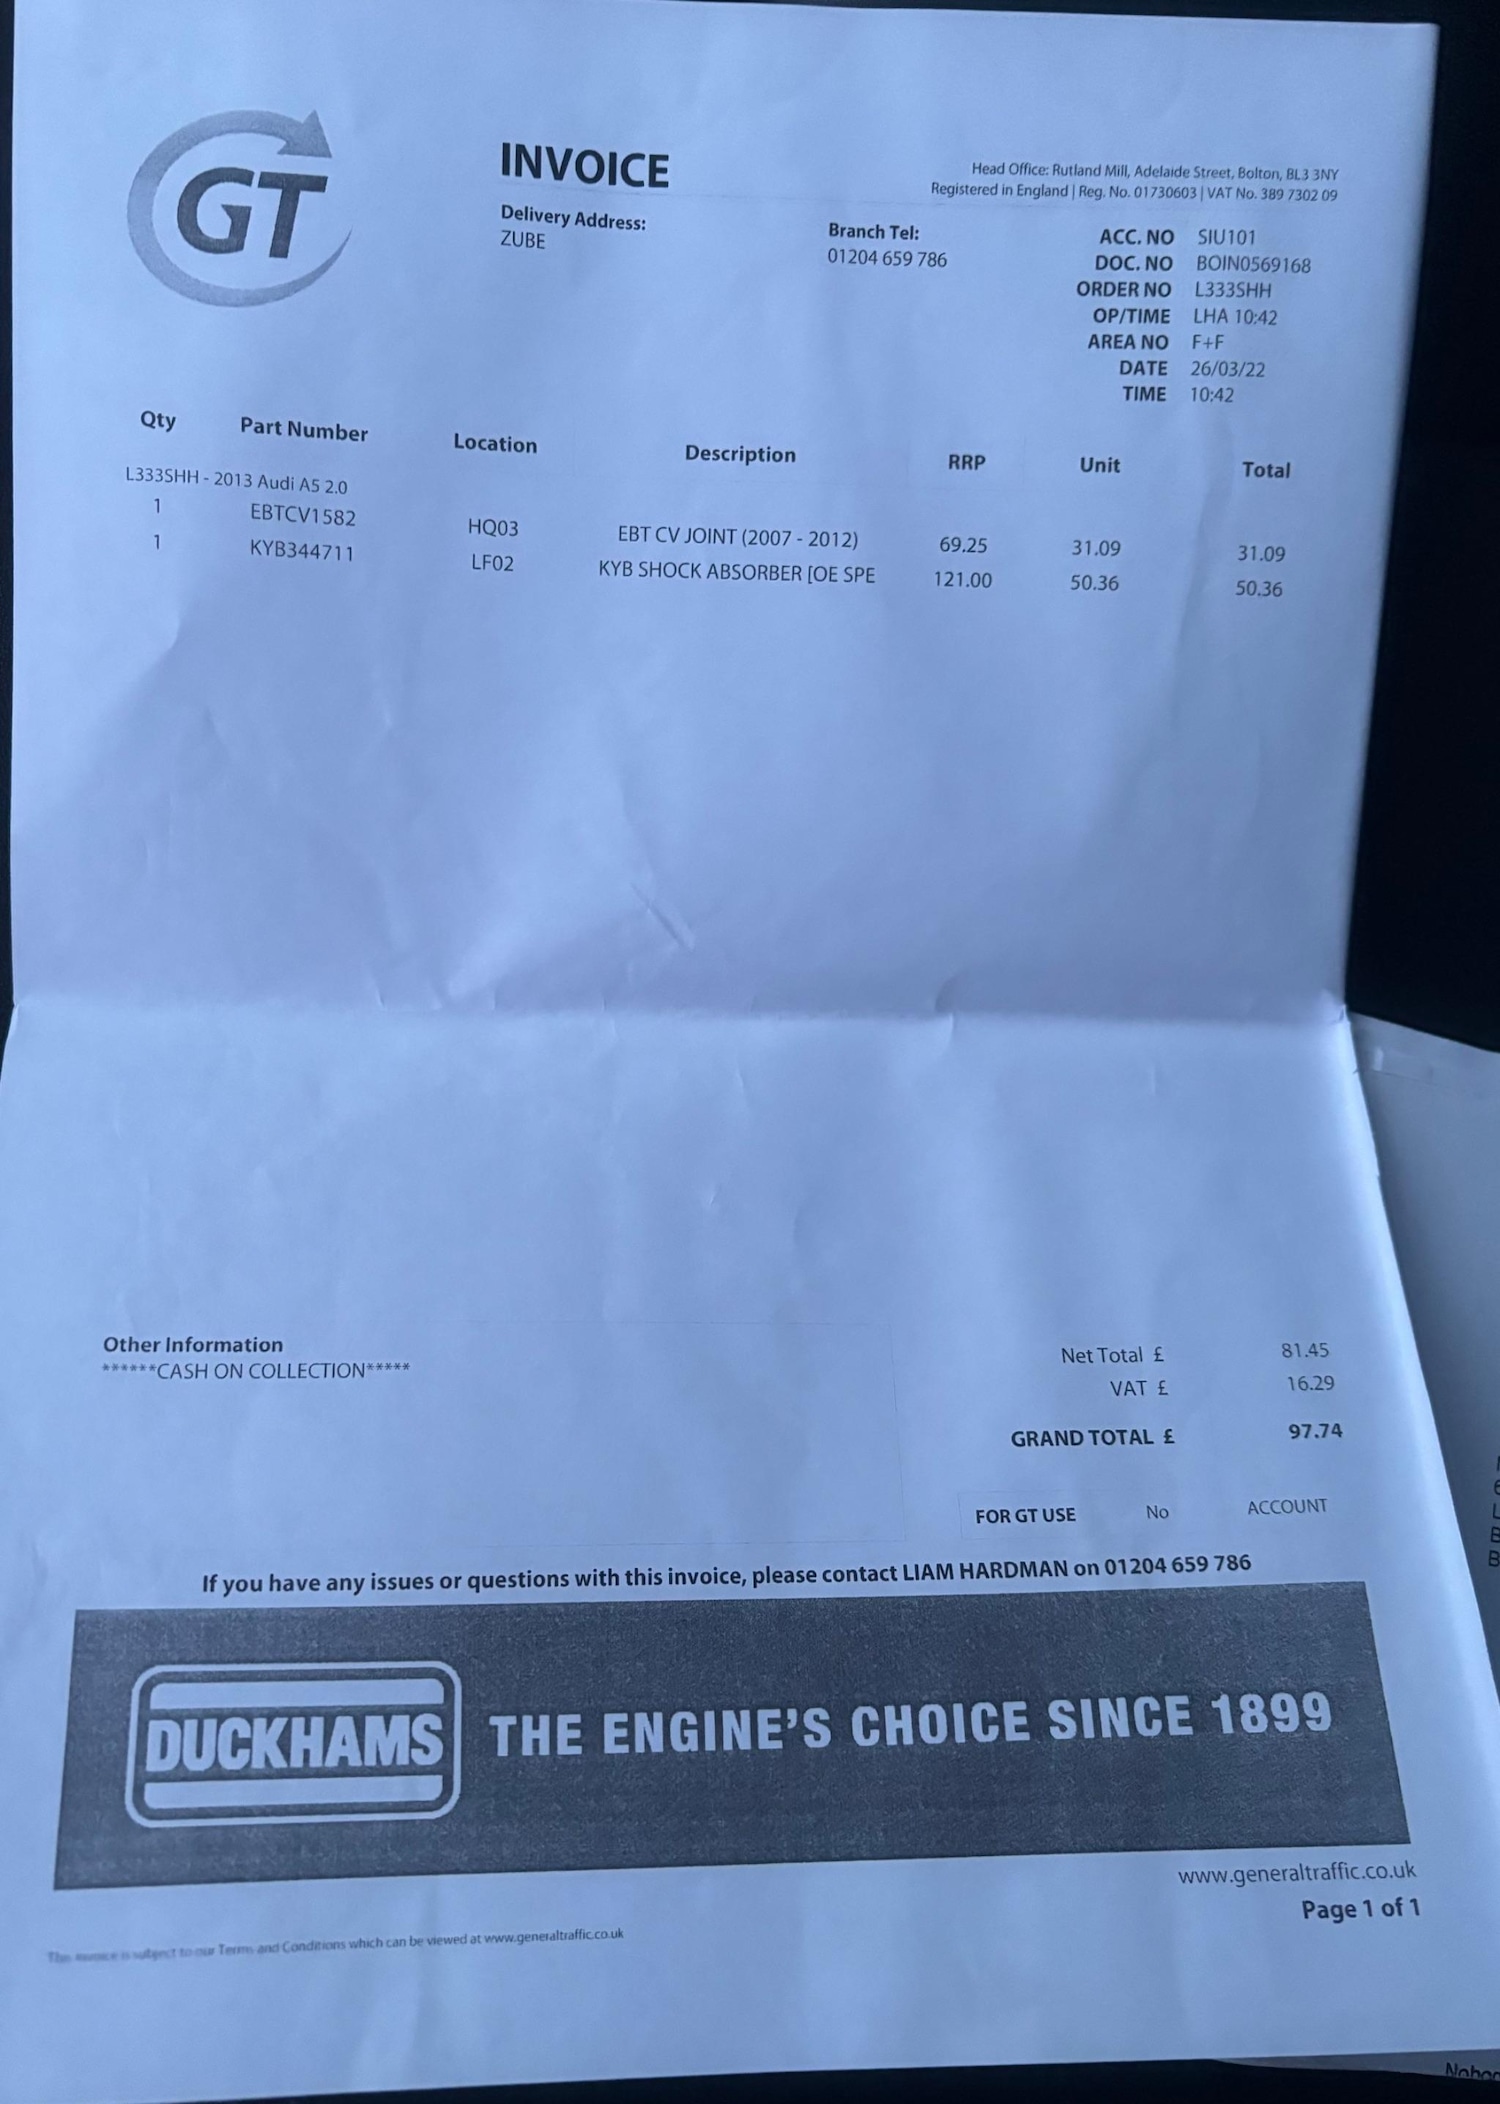 GT
INVOICE
Head Office: Rutland Mill, Adelaide Street, Bolton, BL3 3NY
Registered in England | Reg. No. 01730603 | VAT No. 389 7302 09
Delivery Address:
ZUBE
Branch Tel:
01204 659 786
ACC. NO SIU101
DOC. NO BOIN0569168
ORDER NO L333SHH
OP/TIME LHA 10:42
AREA NO F+F
DATE 26/03/22
TIME 10:42
Qty Part Number Location Description RRP Unit Total
L333SHH - 2013 Audi A5 2.0
1 EBTCV1582 HQ03 EBT CV JOINT (2007 - 2012) 69.25 31.09 31.09
1 KYB344711 LF02 KYB SHOCK ABSORBER [OE SPE 121.00 50.36 50.36
Other Information
******CASH ON COLLECTION*****
Net Total £ 81.45
VAT £ 16.29
GRAND TOTAL £ 97.74
FOR GT USE No ACCOUNT
If you have any issues or questions with this invoice, please contact LIAM HARDMAN on 01204 659 786
DUCKHAMS THE ENGINE'S CHOICE SINCE 1899
www.generaltraffic.co.uk
Page 1 of 1
This invoice is subject to our Terms and Conditions which can be viewed at www.generaltraffic.co.uk